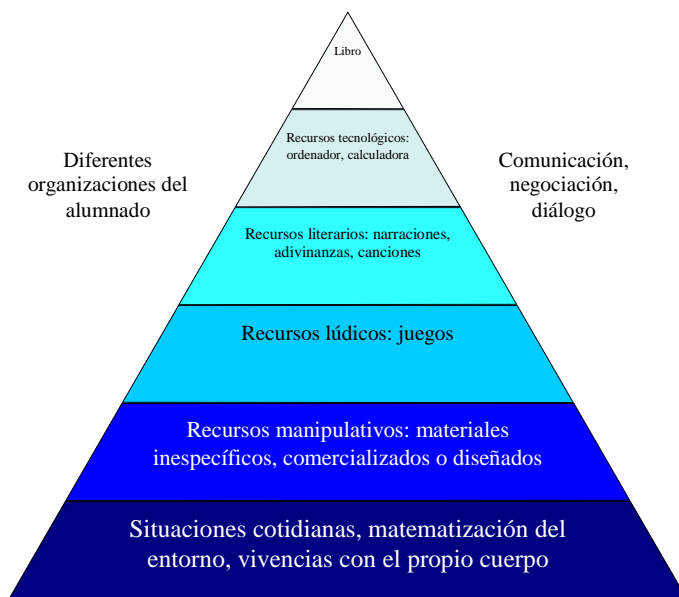 Libro
Recursos tecnológicos:
ordenador, calculadora
Diferentes
organizaciones del
alumnado
Comunicación,
negociación,
diálogo
Recursos literarios: narraciones,
adivinanzas, canciones
Recursos lúdicos: juegos
Recursos manipulativos: materiales
inespecíficos, comercializados o diseñados
Situaciones cotidianas, matematización del
entorno, vivencias con el propio cuerpo